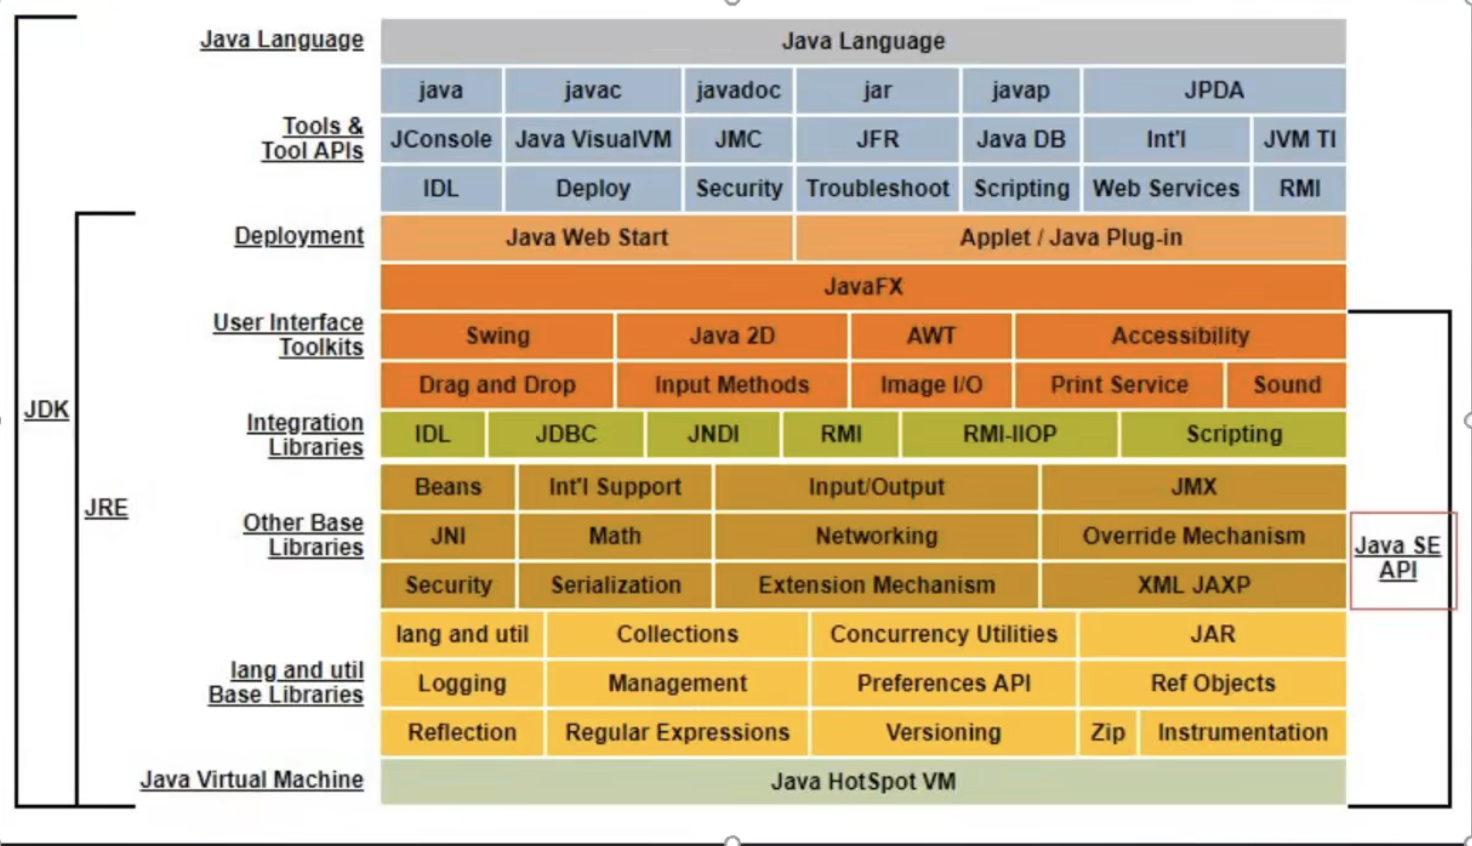 Java Language
Java Language
java javac javadoc jar javap JPDA
Tools &
Tool APIs
JConsole Java VisualVM JMC JFR Java DB Int'l JVM TI
IDL Deploy Security Troubleshoot Scripting Web Services RMI
Deployment
Java Web Start Applet / Java Plug-in
JavaFX
User Interface
Toolkits
Swing Java 2D AWT Accessibility
Drag and Drop Input Methods Image I/O Print Service Sound
JDK
Integration
Libraries
IDL JDBC JNDI RMI RMI-IIOP Scripting
JRE
Other Base
Libraries
Beans Int'l Support Input/Output JMX
JNI Math Networking Override Mechanism
Security Serialization Extension Mechanism XML JAXP
Java SE
API
lang and util
Base Libraries
lang and util Collections Concurrency Utilities JAR
Logging Management Preferences API Ref Objects
Reflection Regular Expressions Versioning Zip Instrumentation
Java Virtual Machine
Java HotSpot VM